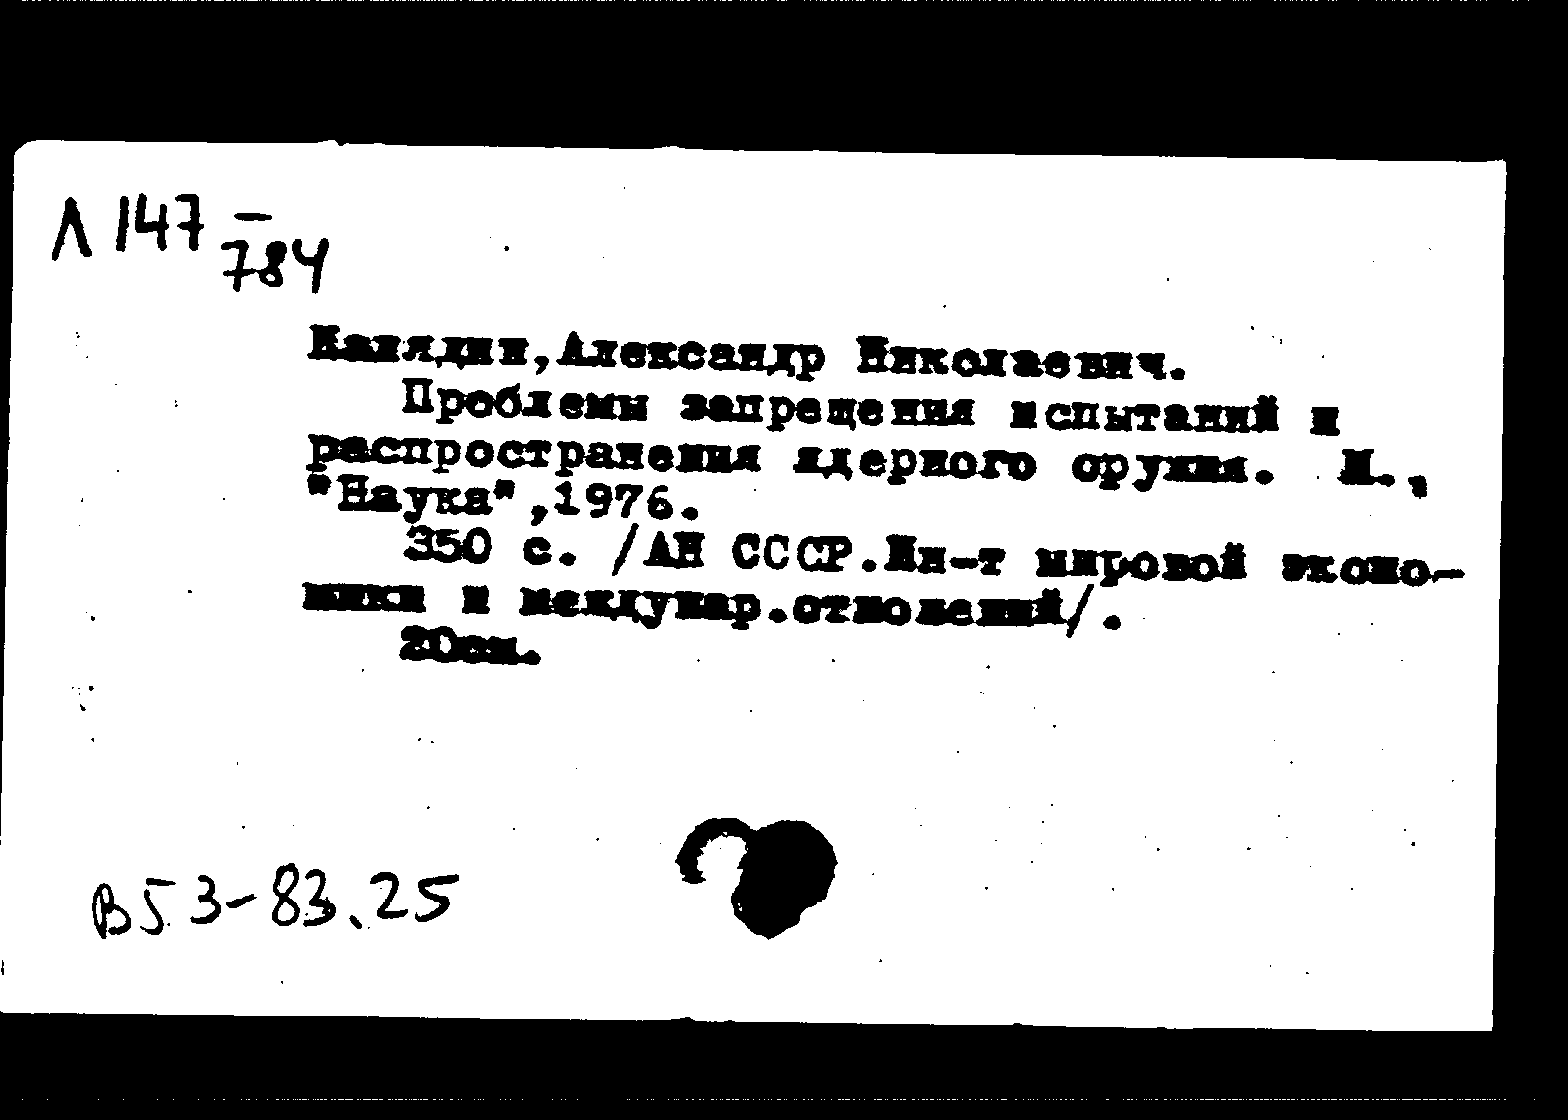 Л 147
784
Калядин,Александр Николаевич.
Проблемы запрещения испытаний и
распространения ядерного оружия. М.,
"Наука",1976.
350 с. /АН СССР.Ин-т мировой эконо-
мики и междунар.отношений/.
20см.
В53-83.25